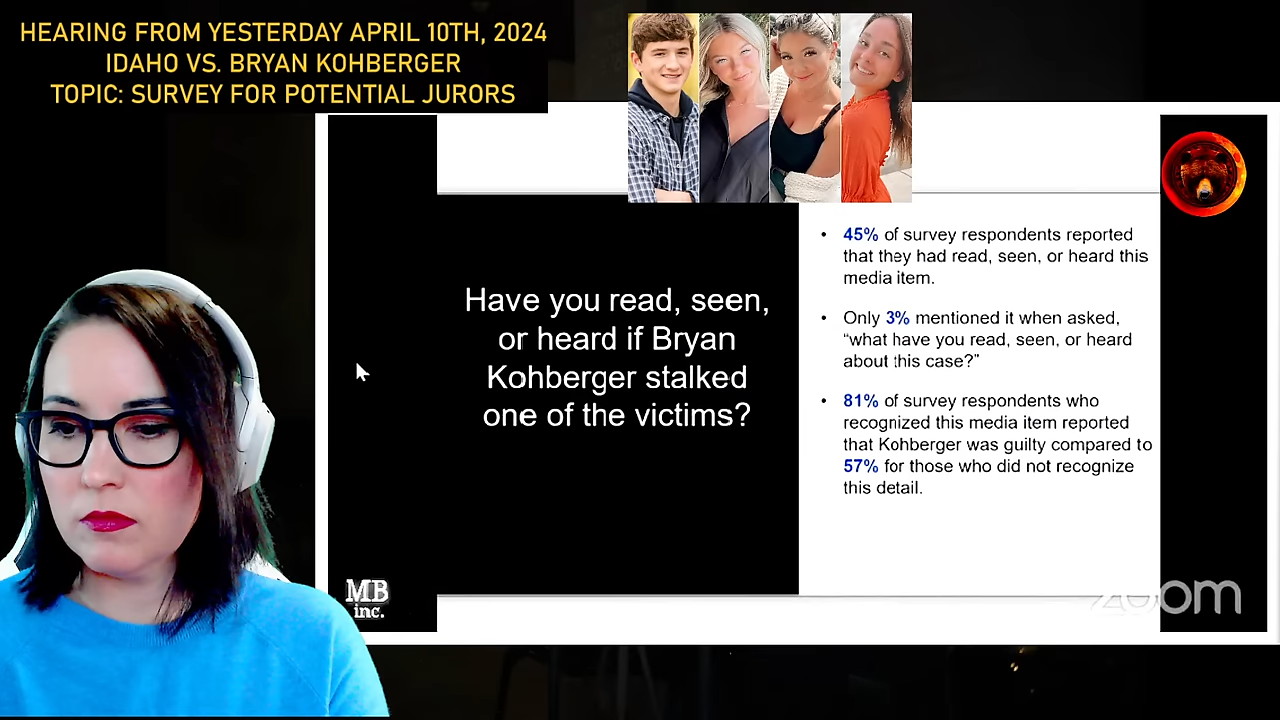 HEARING FROM YESTERDAY APRIL 10TH, 2024
IDAHO VS. BRYAN KOHBERGER
TOPIC: SURVEY FOR POTENTIAL JURORS
Have you read, seen,
or heard if Bryan
Kohberger stalked
one of the victims?
• 45% of survey respondents reported
that they had read, seen, or heard this
media item.
• Only 3% mentioned it when asked,
“what have you read, seen, or heard
about this case?”
• 81% of survey respondents who
recognized this media item reported
that Kohberger was guilty compared to
57% for those who did not recognize
this detail.
MB
inc.
zoom